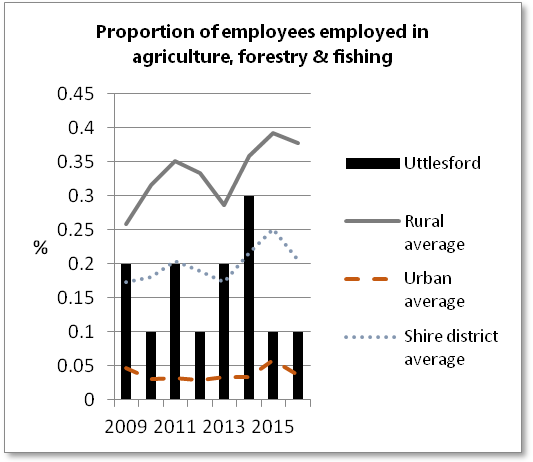 Proportion of employees employed in
agriculture, forestry & fishing
0.45
0.4
0.35
0.3
0.25
0.2
0.15
0.1
0.05
0
%
2009 2011 2013 2015
Uttlesford
Rural
average
Urban
average
Shire district
average